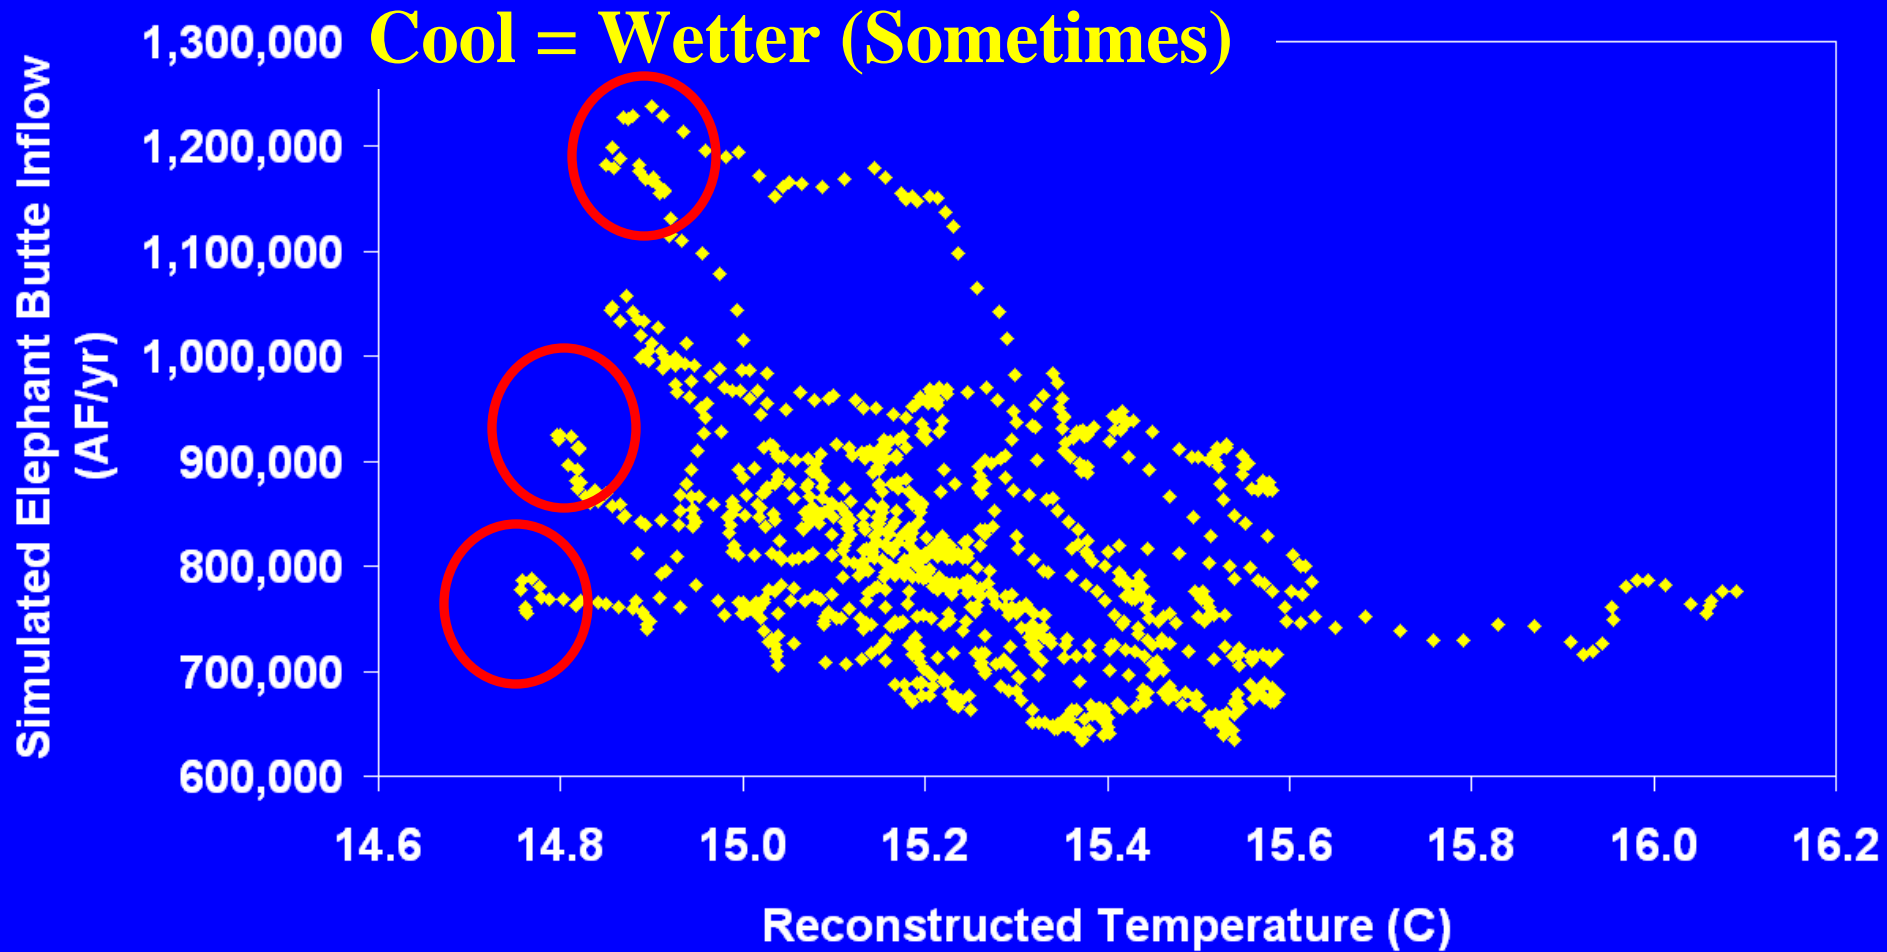 Cool = Wetter (Sometimes)
Simulated Elephant Butte Inflow
(AF/yr)
1,300,000
1,200,000
1,100,000
1,000,000
900,000
800,000
700,000
600,000
14.6 14.8 15.0 15.2 15.4 15.6 15.8 16.0 16.2
Reconstructed Temperature (C)